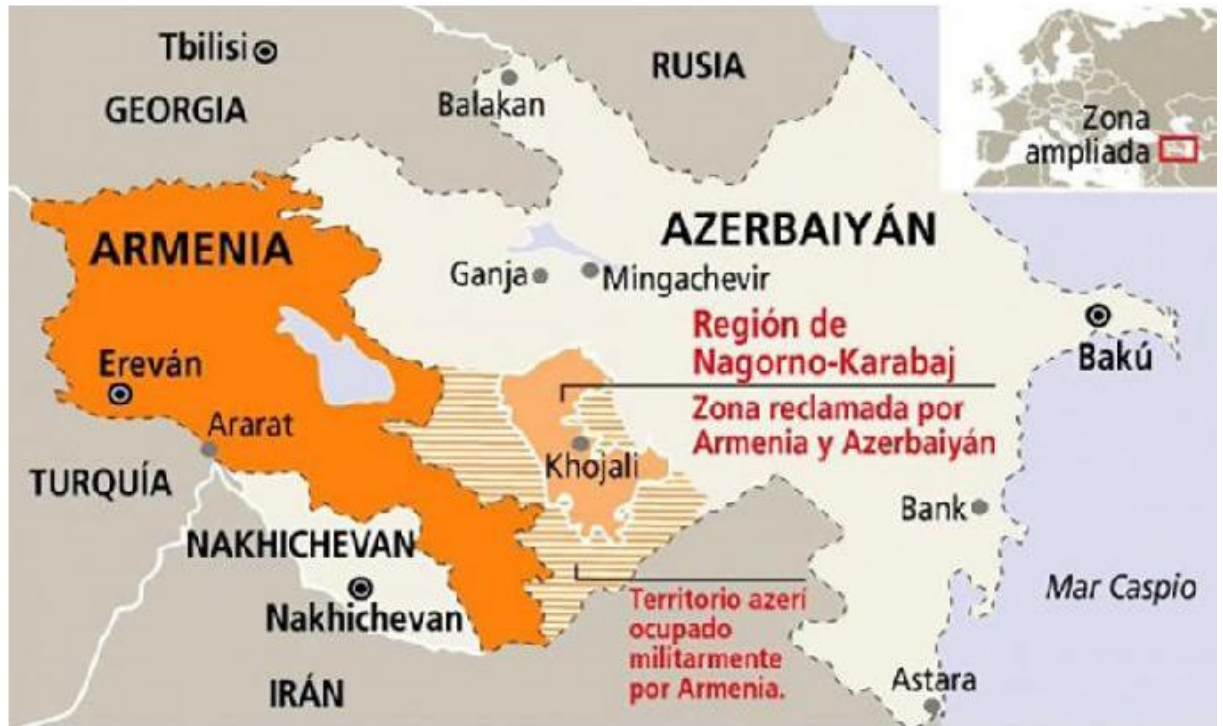 Tbilisi
GEORGIA
RUSIA
Balakan
Zona
ampliada
ARMENIA
AZERBAIYÁN
Ganja
Mingachevir
Región de
Nagorno-Karabaj
Bakú
Ereván
Zona reclamada por
Armenia y Azerbaiyán
Ararat
Khojali
TURQUÍA
Bank
NAKHICHEVAN
Nakhichevan
Territorio azerí
ocupado
militarmente
por Armenia.
Mar Caspio
IRÁN
Astara